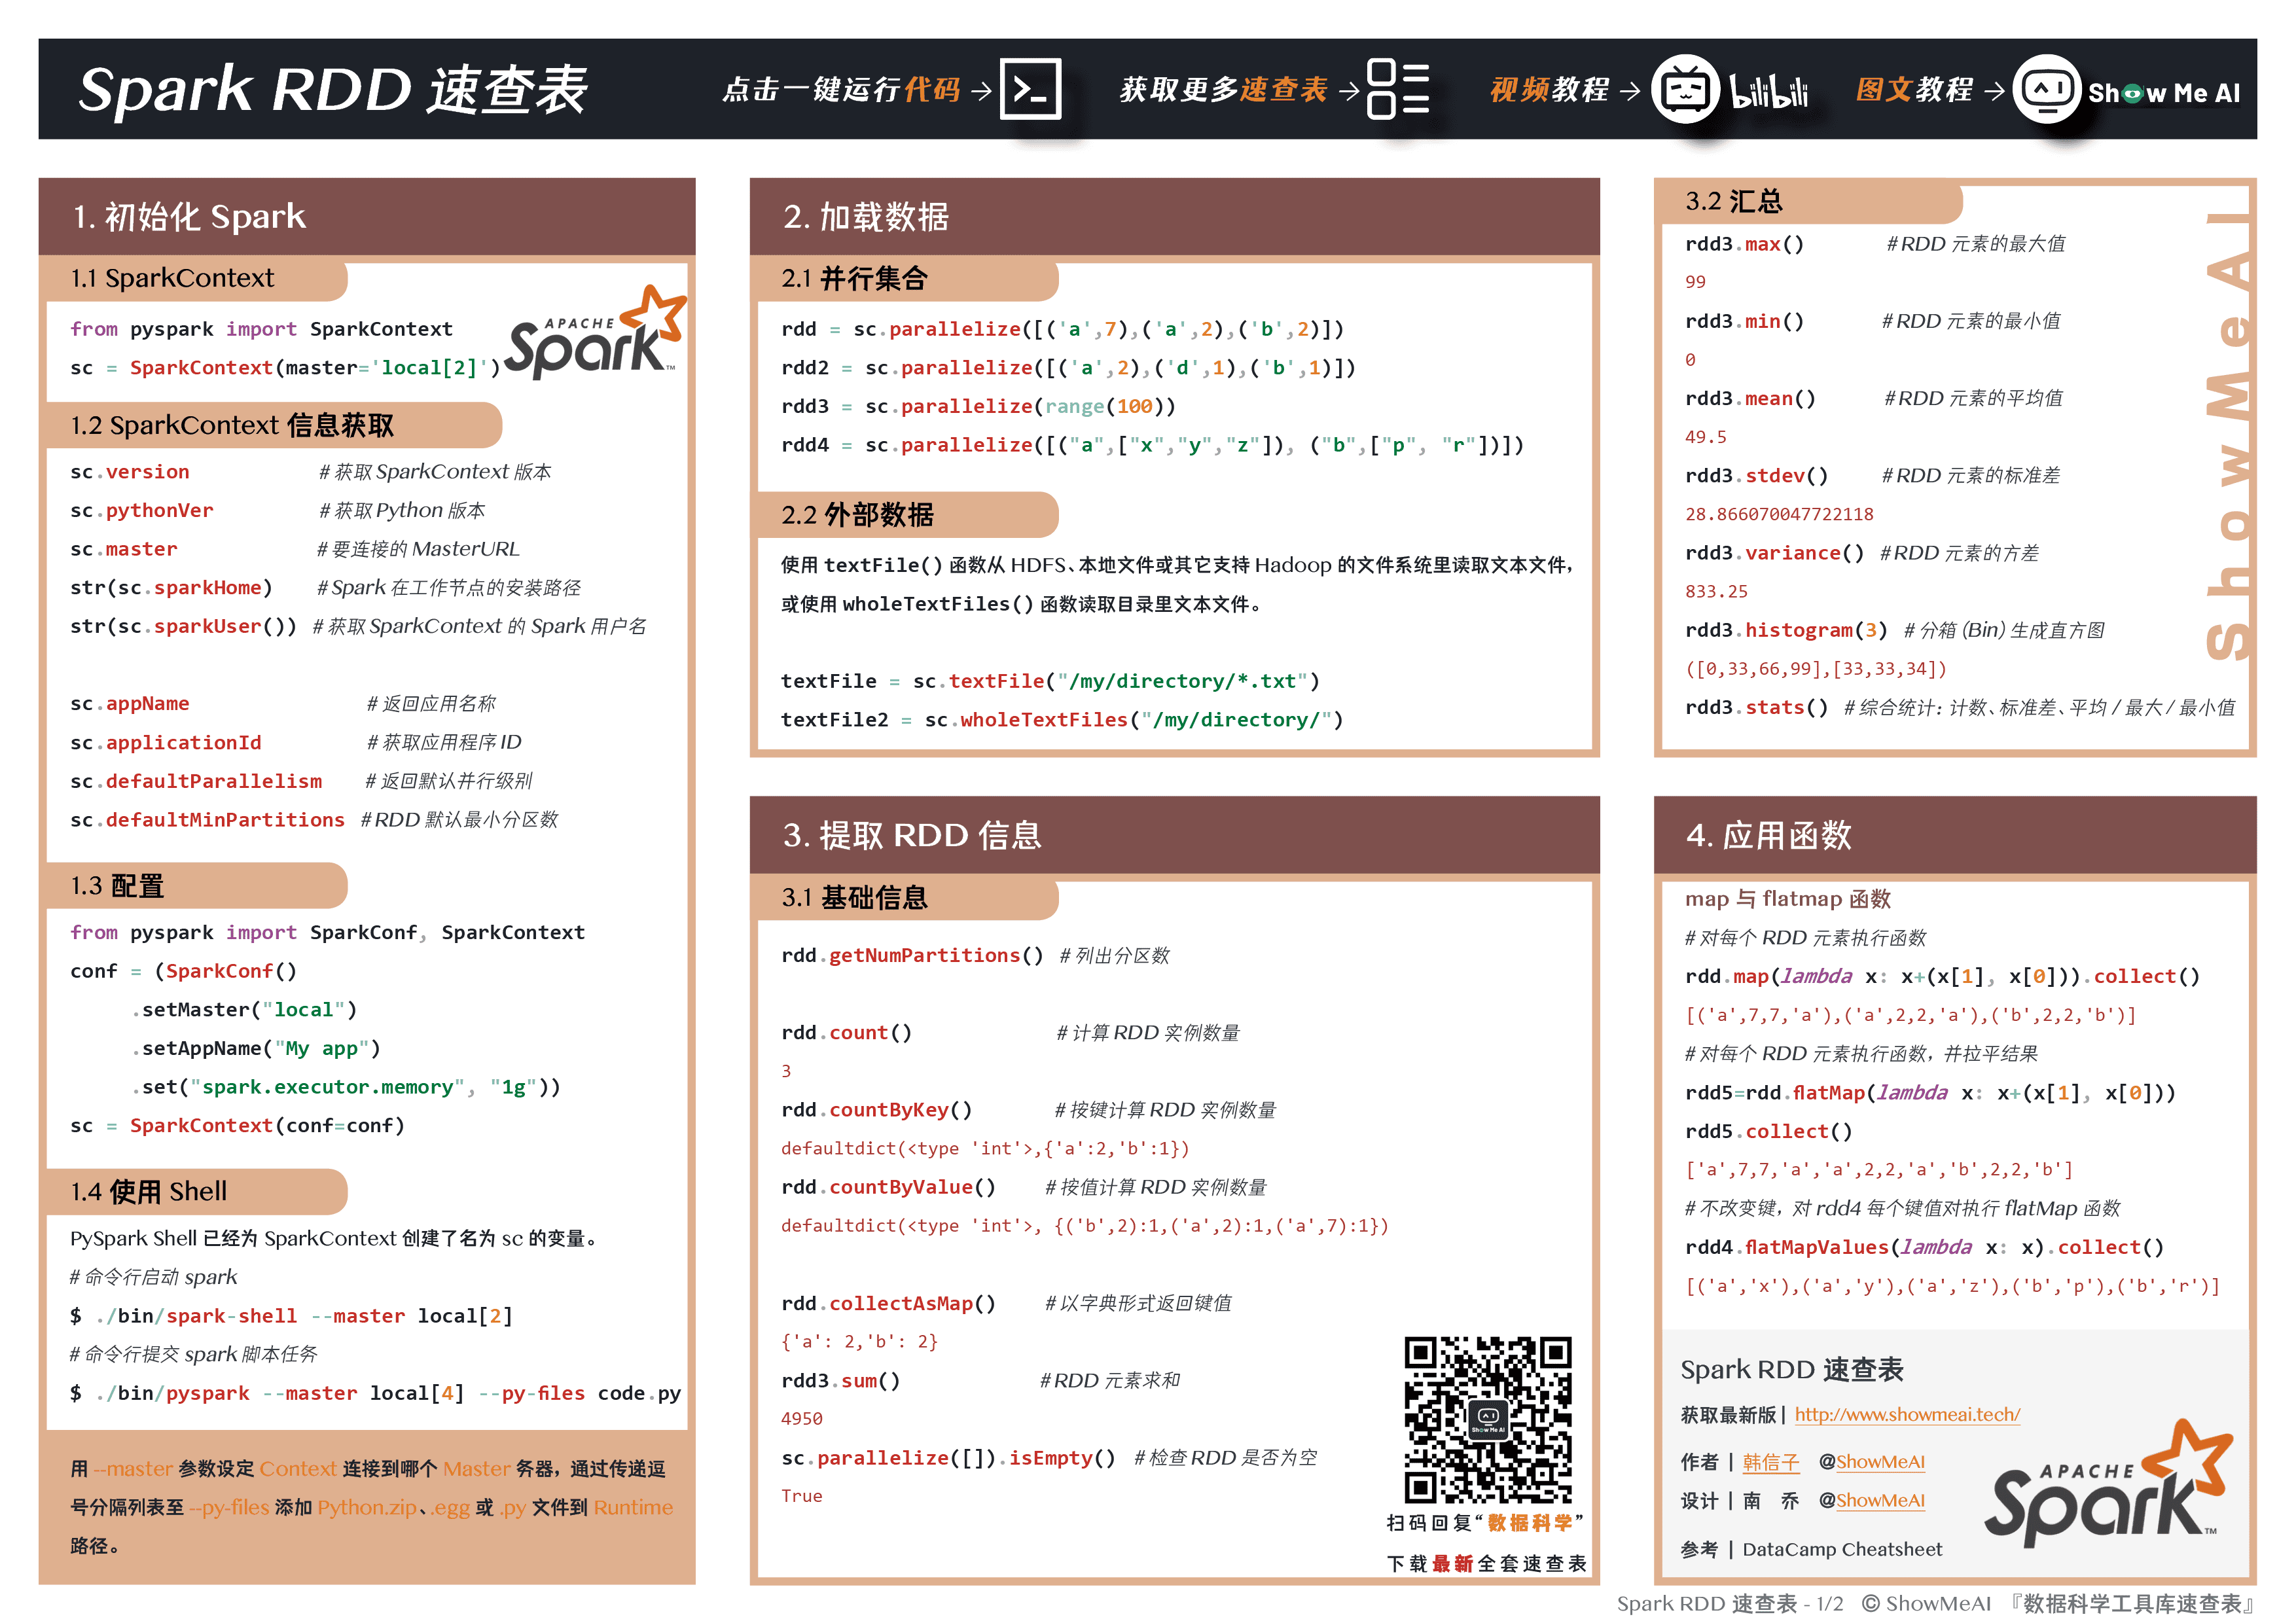 Spark RDD 速查表
点击一键运行代码 →
获取更多速查表 →
视频教程 → bilibili
图文教程 → Show Me AI
1. 初始化 Spark
1.1 SparkContext
from pyspark import SparkContext
sc = SparkContext(master='local[2]')
APACHE
Spark™
1.2 SparkContext 信息获取
sc.version # 获取 SparkContext 版本
sc.pythonVer # 获取 Python 版本
sc.master # 要连接的 MasterURL
str(sc.sparkHome) # Spark 在工作节点的安装路径
str(sc.sparkUser()) # 获取 SparkContext 的 Spark 用户名
sc.appName # 返回应用名称
sc.applicationId # 获取应用程序 ID
sc.defaultParallelism # 返回默认并行级别
sc.defaultMinPartitions # RDD 默认最小分区数
1.3 配置
from pyspark import SparkConf, SparkContext
conf = (SparkConf()
.setMaster("local")
.setAppName("My app")
.set("spark.executor.memory", "1g"))
sc = SparkContext(conf=conf)
1.4 使用 Shell
PySpark Shell 已经为 SparkContext 创建了名为 sc 的变量。
# 命令行启动 spark
$ ./bin/spark-shell --master local[2]
# 命令行提交 spark 脚本任务
$ ./bin/pyspark --master local[4] --py-files code.py
用 --master 参数设定 Context 连接到哪个 Master 务器，通过传递逗
号分隔列表至 --py-files 添加 Python.zip、.egg 或 .py 文件到 Runtime
路径。
2. 加载数据
2.1 并行集合
rdd = sc.parallelize([('a',7),('a',2),('b',2)])
rdd2 = sc.parallelize([('a',2),('d',1),('b',1)])
rdd3 = sc.parallelize(range(100))
rdd4 = sc.parallelize([("a",["x","y","z"]), ("b",["p", "r"])])
2.2 外部数据
使用 textFile() 函数从 HDFS、本地文件或其它支持 Hadoop 的文件系统里读取文本文件，
或使用 wholeTextFiles() 函数读取目录里文本文件。
textFile = sc.textFile("/my/directory/*.txt")
textFile2 = sc.wholeTextFiles("/my/directory/")
3. 提取 RDD 信息
3.1 基础信息
rdd.getNumPartitions() # 列出分区数
rdd.count() # 计算 RDD 实例数量
3
rdd.countByKey() # 按键计算 RDD 实例数量
defaultdict(<type 'int'>,{'a':2,'b':1})
rdd.countByValue() # 按值计算 RDD 实例数量
defaultdict(<type 'int'>, {('b',2):1,('a',2):1,('a',7):1})
rdd.collectAsMap() # 以字典形式返回键值
{'a': 2,'b': 2}
rdd3.sum() # RDD 元素求和
4950
sc.parallelize([]).isEmpty() # 检查 RDD 是否为空
True
Show Me AI
扫码回复“数据科学”
下载最新全套速查表
3.2 汇总
rdd3.max() # RDD 元素的最大值
99
rdd3.min() # RDD 元素的最小值
0
rdd3.mean() # RDD 元素的平均值
49.5
rdd3.stdev() # RDD 元素的标准差
28.866070047722118
rdd3.variance() # RDD 元素的方差
833.25
rdd3.histogram(3) # 分箱 (Bin) 生成直方图
([0,33,66,99],[33,33,34])
rdd3.stats() # 综合统计：计数、标准差、平均 / 最大 / 最小值
ShowMeAI
4. 应用函数
map 与 flatmap 函数
# 对每个 RDD 元素执行函数
rdd.map(lambda x: x+(x[1], x[0])).collect()
[('a',7,7,'a'),('a',2,2,'a'),('b',2,2,'b')]
# 对每个 RDD 元素执行函数，并拉平结果
rdd5=rdd.flatMap(lambda x: x+(x[1], x[0]))
rdd5.collect()
['a',7,7,'a','a',2,2,'a','b',2,2,'b']
# 不改变键，对 rdd4 每个键值对执行 flatMap 函数
rdd4.flatMapValues(lambda x: x).collect()
[('a','x'),('a','y'),('a','z'),('b','p'),('b','r')]
Spark RDD 速查表
获取最新版 | http://www.showmeai.tech/
作者 | 韩信子 @ShowMeAI
设计 | 南 乔 @ShowMeAI
参考 | DataCamp Cheatsheet
APACHE
Spark™
Spark RDD 速查表 - 1/2 © ShowMeAI 『数据科学工具库速查表』